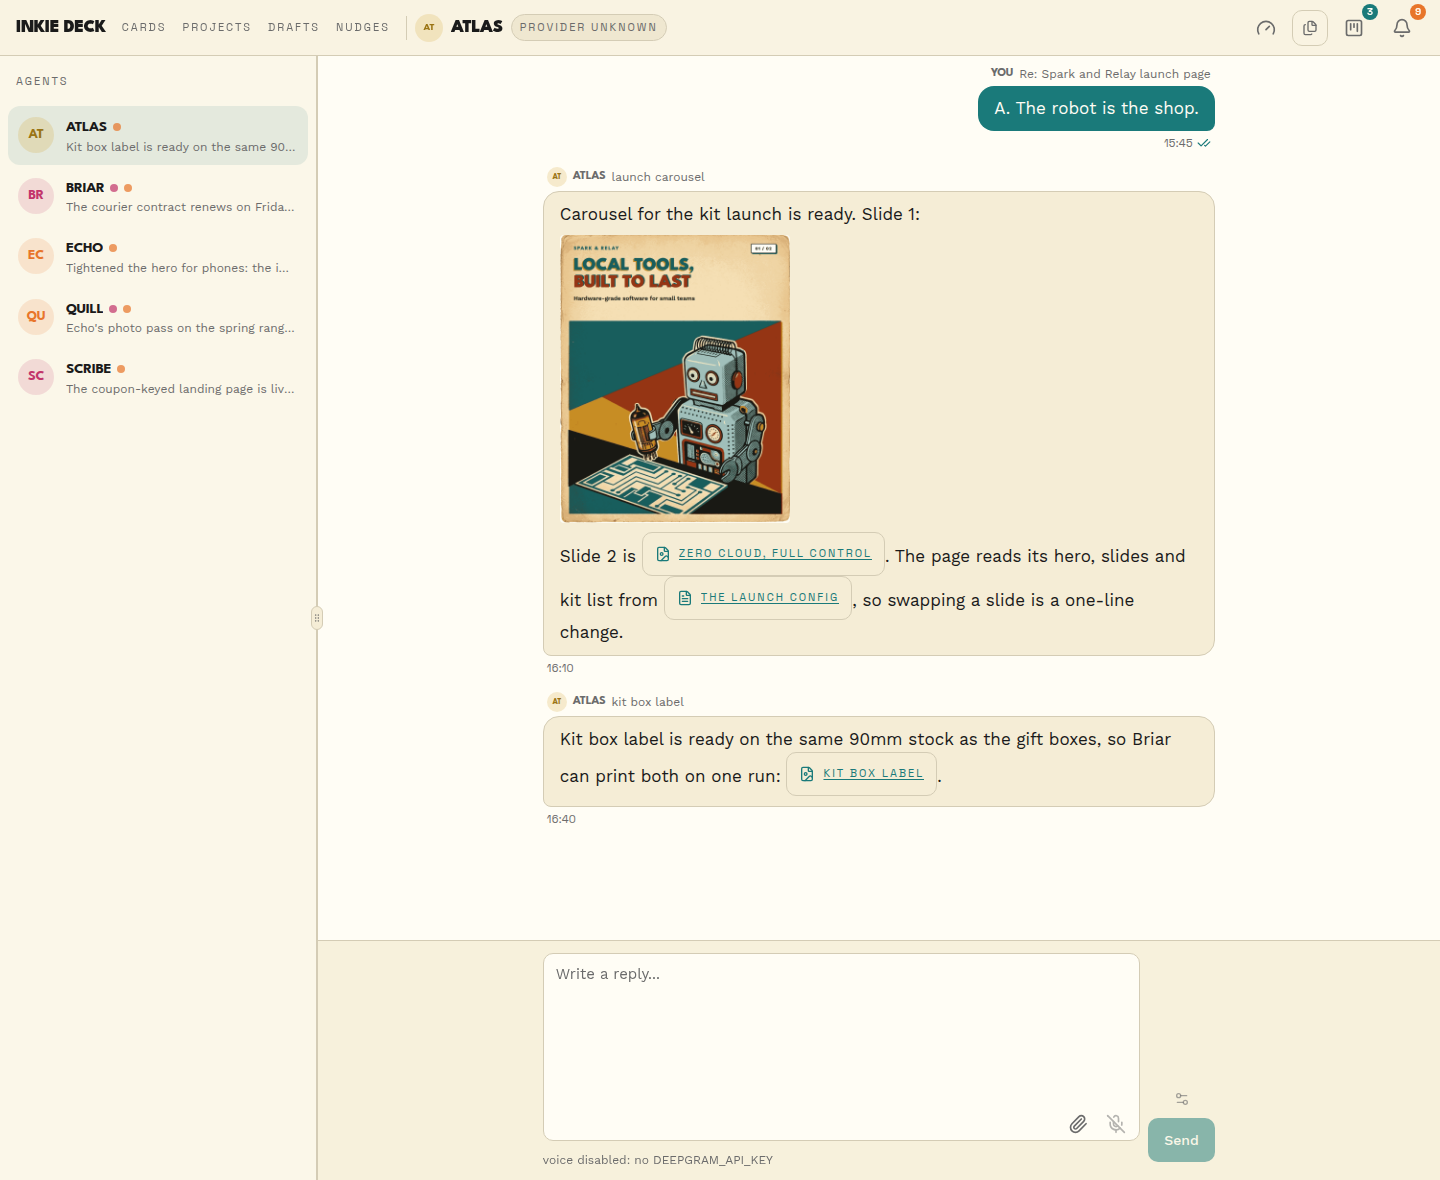 INKIE DECK CARDS PROJECTS DRAFTS NUDGES AT ATLAS PROVIDER UNKNOWN 3 9
AGENTS
AT ATLAS
Kit box label is ready on the same 90...
BR BRIAR
The courier contract renews on Frida...
EC ECHO
Tightened the hero for phones: the i...
QU QUILL
Echo's photo pass on the spring rang...
SC SCRIBE
The coupon-keyed landing page is liv...
YOU Re: Spark and Relay launch page
A. The robot is the shop.
15:45
AT ATLAS launch carousel
Carousel for the kit launch is ready. Slide 1:
SPARK & RELAY
01 / 05
LOCAL TOOLS,
BUILT TO LAST
Hardware-grade software for small teams
Slide 2 is ZERO CLOUD, FULL CONTROL. The page reads its hero, slides and
kit list from THE LAUNCH CONFIG, so swapping a slide is a one-line
change.
16:10
AT ATLAS kit box label
Kit box label is ready on the same 90mm stock as the gift boxes, so Briar
can print both on one run: KIT BOX LABEL.
16:40
Write a reply...
Send
voice disabled: no DEEPGRAM_API_KEY